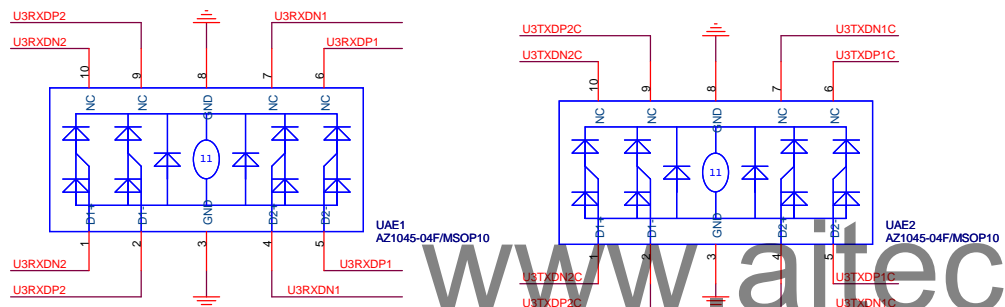 U3RXDP2
U3RXDN2
U3RXDN1
U3RXDP1
10
9
8
7
6
NC
NC
GND
NC
NC
11
D1+
D1-
GND
D2+
D2-
1
2
3
4
5
UAE1
AZ1045-04F/MSOP10
U3RXDN2
U3RXDP2
U3RXDP1
U3RXDN1
U3TXDP2C
U3TXDN2C
U3TXDN1C
U3TXDP1C
10
9
8
7
6
NC
NC
GND
NC
NC
11
D1+
D1-
GND
D2+
D2-
1
2
3
4
5
UAE2
AZ1045-04F/MSOP10
U3TXDN2C
U3TXDP2C
U3TXDP1C
U3TXDN1C
www.aitec